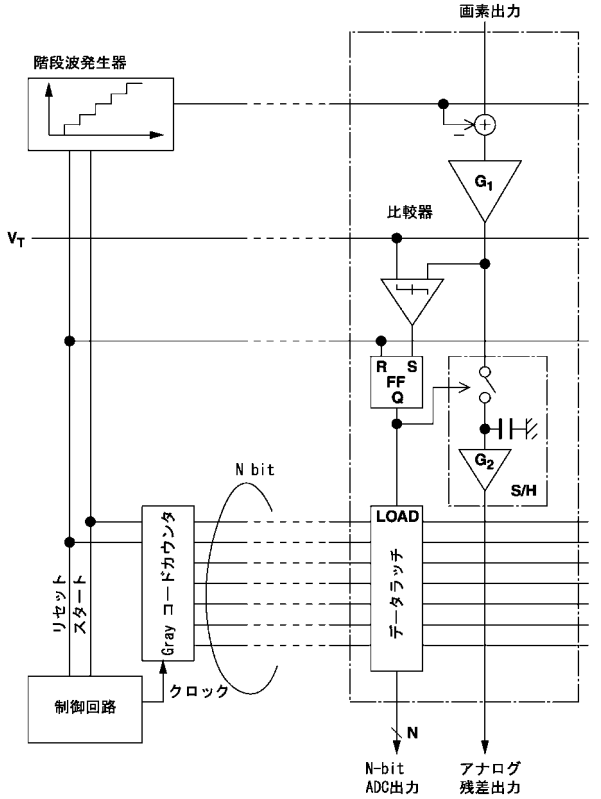 画素出力
階段波発生器
+
−
G1
比較器
VT
R S
FF
Q
G2
S/H
N bit
LOAD
Gray コードカウンタ
データラッチ
リセット
スタート
制御回路
クロック
N
N-bit
ADC出力
アナログ
残差出力